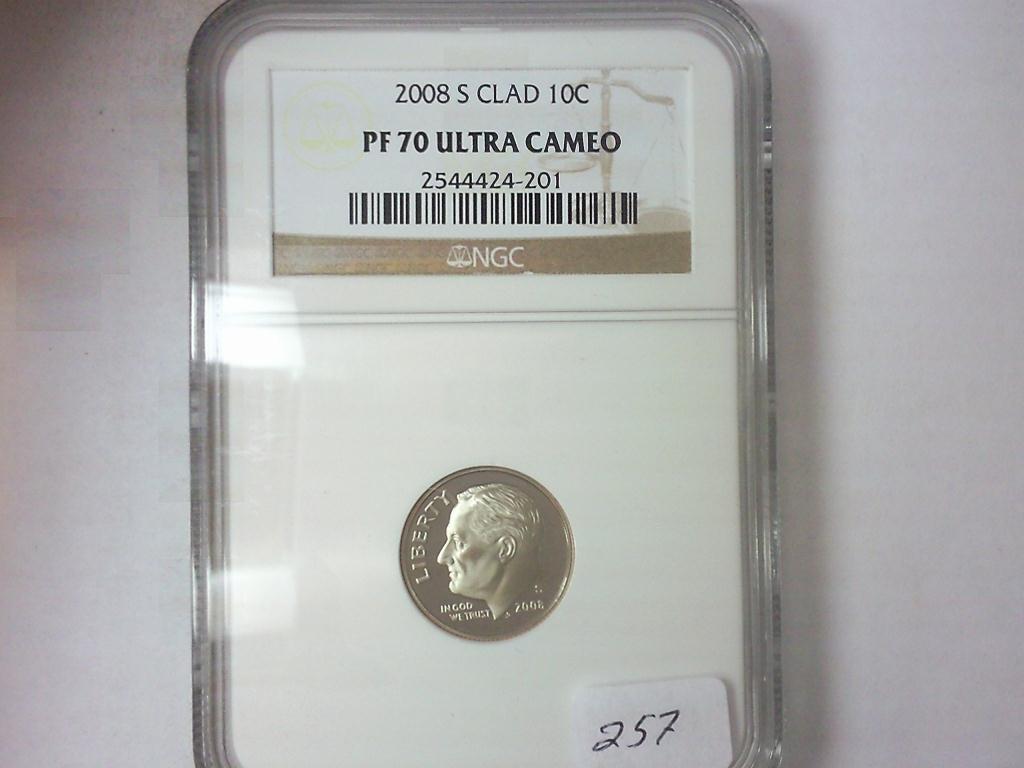 2008 S CLAD 10C
PF 70 ULTRA CAMEO
2544424-201
NGC
LIBERTY
IN GOD
WE TRUST
S
2008
257